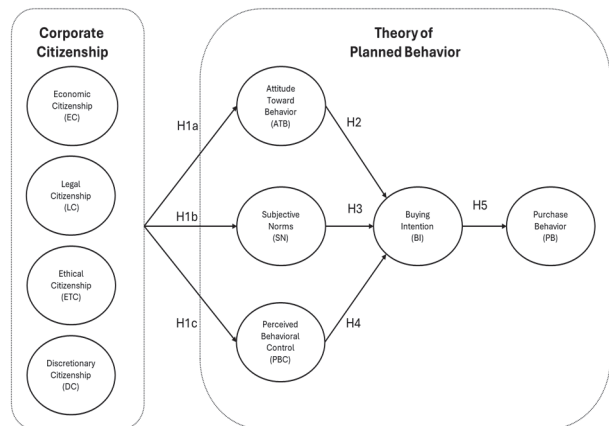 Corporate
Citizenship
Economic
Citizenship
(EC)
Legal
Citizenship
(LC)
Ethical
Citizenship
(ETC)
Discretionary
Citizenship
(DC)
Theory of
Planned Behavior
H1a
H1b
H1c
Attitude
Toward
Behavior
(ATB)
Subjective
Norms
(SN)
Perceived
Behavioral
Control
(PBC)
H2
H3
H4
Buying
Intention
(BI)
H5
Purchase
Behavior
(PB)